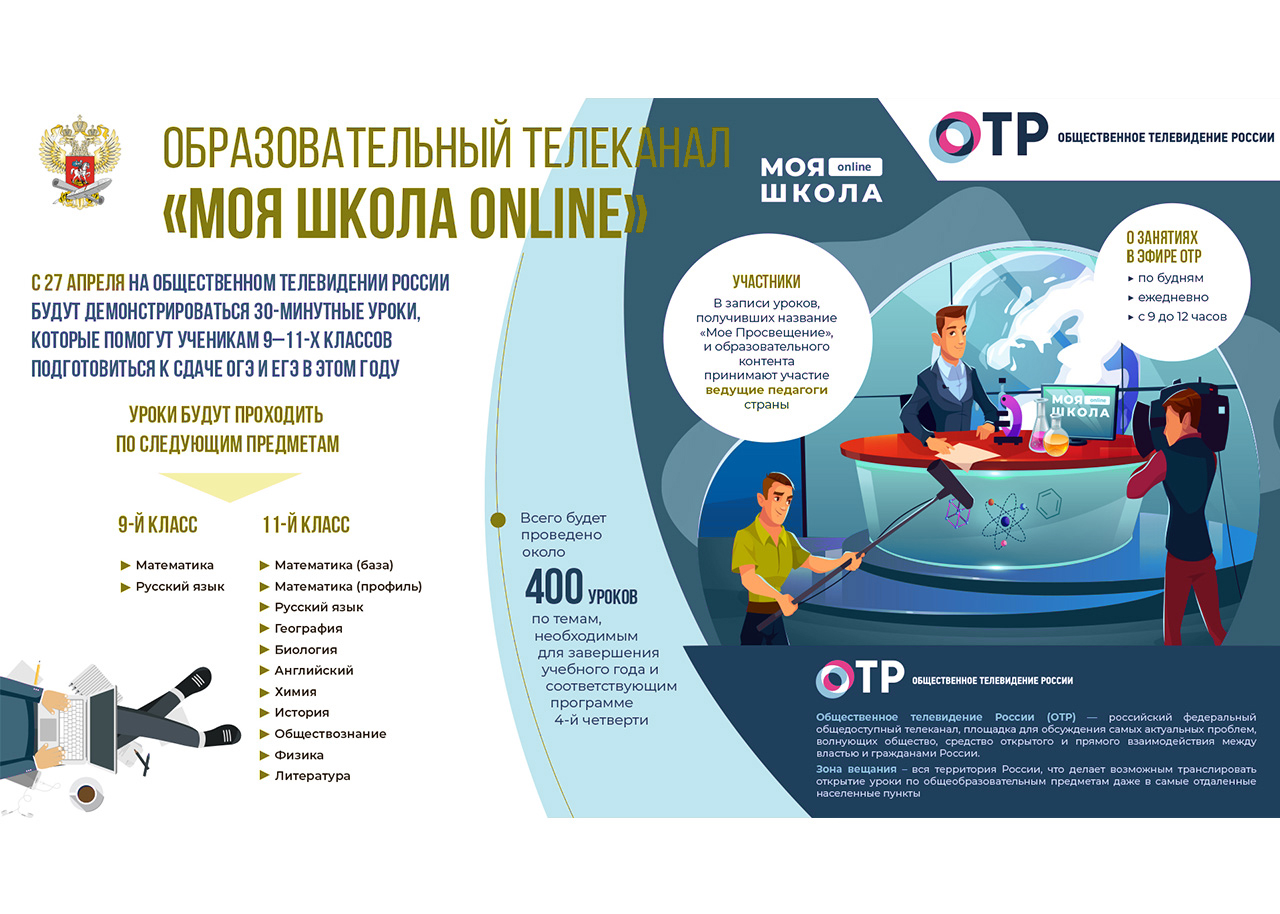 ОБРАЗОВАТЕЛЬНЫЙ ТЕЛЕКАНАЛ
«МОЯ ШКОЛА ONLINE»
С 27 АПРЕЛЯ НА ОБЩЕСТВЕННОМ ТЕЛЕВИДЕНИИ РОССИИ
БУДУТ ДЕМОНСТРИРОВАТЬСЯ 30-МИНУТНЫЕ УРОКИ,
КОТОРЫЕ ПОМОГУТ УЧЕНИКАМ 9–11-Х КЛАССОВ
ПОДГОТОВИТЬСЯ К СДАЧЕ ОГЭ И ЕГЭ В ЭТОМ ГОДУ
УРОКИ БУДУТ ПРОХОДИТЬ
ПО СЛЕДУЮЩИМ ПРЕДМЕТАМ
9-Й КЛАСС
Математика
Русский язык
11-Й КЛАСС
Математика (база)
Математика (профиль)
Русский язык
География
Биология
Английский
Химия
История
Обществознание
Физика
Литература
Всего будет
проведено
около
400 УРОКОВ
по темам,
необходимым
для завершения
учебного года и
соответствующим
программе
4-й четверти
МОЯ online
ШКОЛА
ОТР ОБЩЕСТВЕННОЕ ТЕЛЕВИДЕНИЕ РОССИИ
УЧАСТНИКИ
В записи уроков,
получивших название
«Мое Просвещение»,
и образовательного
контента
принимают участие
ведущие педагоги
страны
О ЗАНЯТИЯХ
В ЭФИРЕ ОТР
▸ по будням
▸ ежедневно
▸ с 9 до 12 часов
МОЯ online
ШКОЛА
ОТР ОБЩЕСТВЕННОЕ ТЕЛЕВИДЕНИЕ РОССИИ
Общественное телевидение России (ОТР) — российский федеральный
общедоступный телеканал, площадка для обсуждения самых актуальных проблем,
волнующих общество, средство открытого и прямого взаимодействия между
властью и гражданами России.
Зона вещания – вся территория России, что делает возможным транслировать
открытие уроки по общеобразовательным предметам даже в самые отдаленные
населенные пункты